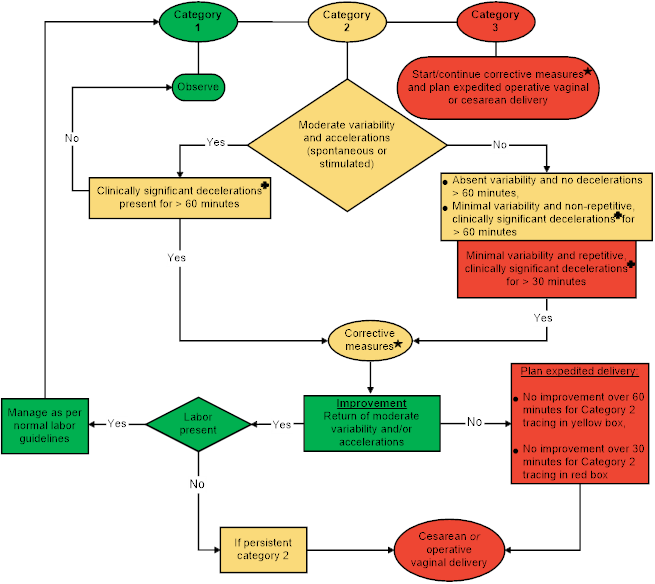 Category
1
Category
2
Category
3
Observe
Start/continue corrective measures★
and plan expedited operative vaginal
or cesarean delivery
Moderate variability
and accelerations
(spontaneous or
stimulated)
No
Yes
No
Clinically significant decelerations✚
present for > 60 minutes
• Absent variability and no decelerations
> 60 minutes,
• Minimal variability and non-repetitive,
clinically significant decelerations✚ for
> 60 minutes
Minimal variability and repetitive,
clinically significant decelerations✚
for > 30 minutes
Yes
Yes
Corrective
measures★
Manage as per
normal labor
guidelines
Yes
Labor
present
Yes
Improvement
Return of moderate
variability and/or
accelerations
No
Plan expedited delivery:
• No improvement over 60
minutes for Category 2
tracing in yellow box,
• No improvement over 30
minutes for Category 2
tracing in red box
No
If persistent
category 2
Cesarean or
operative
vaginal delivery